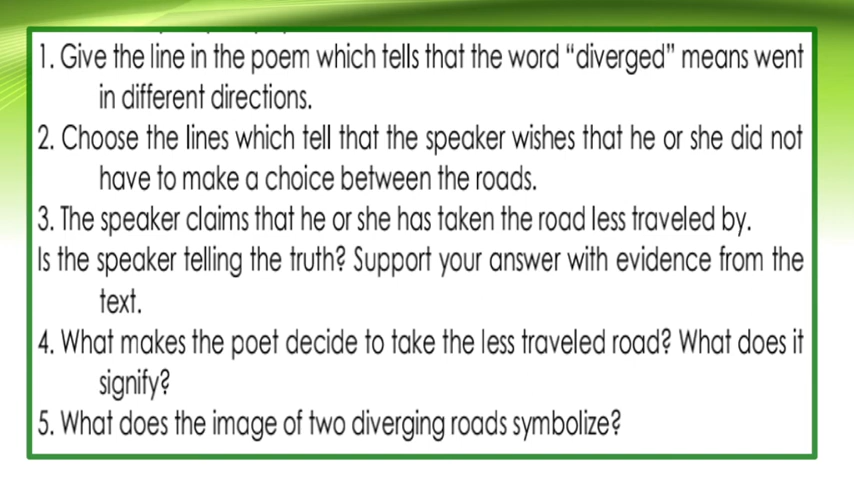 1. Give the line in the poem which tells that the word “diverged” means went
in different directions.
2. Choose the lines which tell that the speaker wishes that he or she did not
have to make a choice between the roads.
3. The speaker claims that he or she has taken the road less traveled by.
Is the speaker telling the truth? Support your answer with evidence from the
text.
4. What makes the poet decide to take the less traveled road? What does it
signify?
5. What does the image of two diverging roads symbolize?